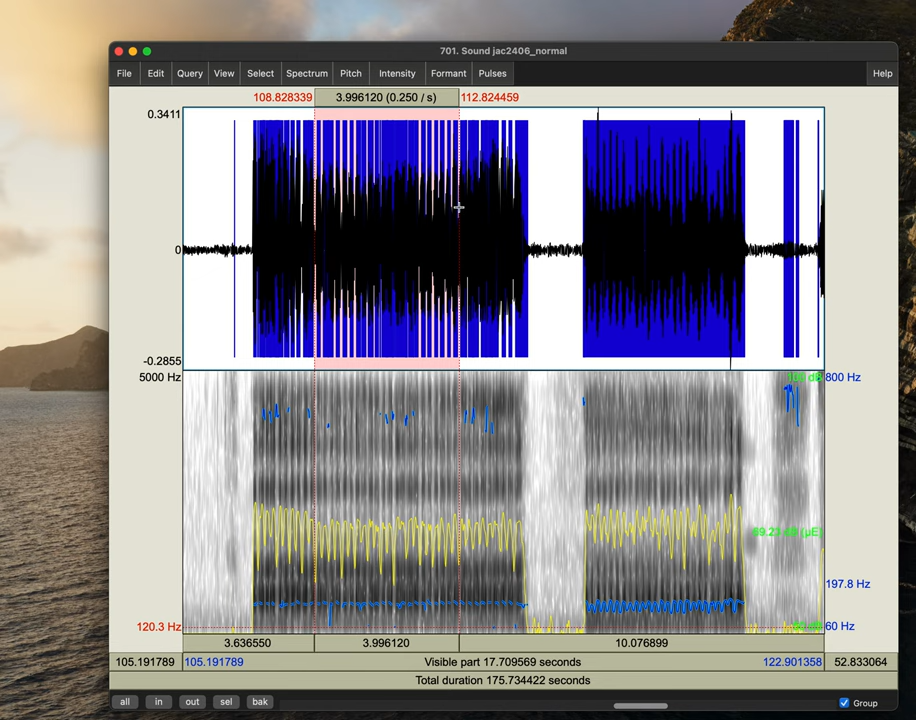 701. Sound jac2406_normal
File Edit Query View Select Spectrum Pitch Intensity Formant Pulses Help
108.828339 3.996120 (0.250 / s) 112.824459
0.3411
0
-0.2855
5000 Hz 800 Hz
197.8 Hz
120.3 Hz 60 Hz
3.636550 3.996120 10.076899
105.191789 105.191789 Visible part 17.709569 seconds 122.901358 52.833064
Total duration 175.734422 seconds
all in out sel bak Group